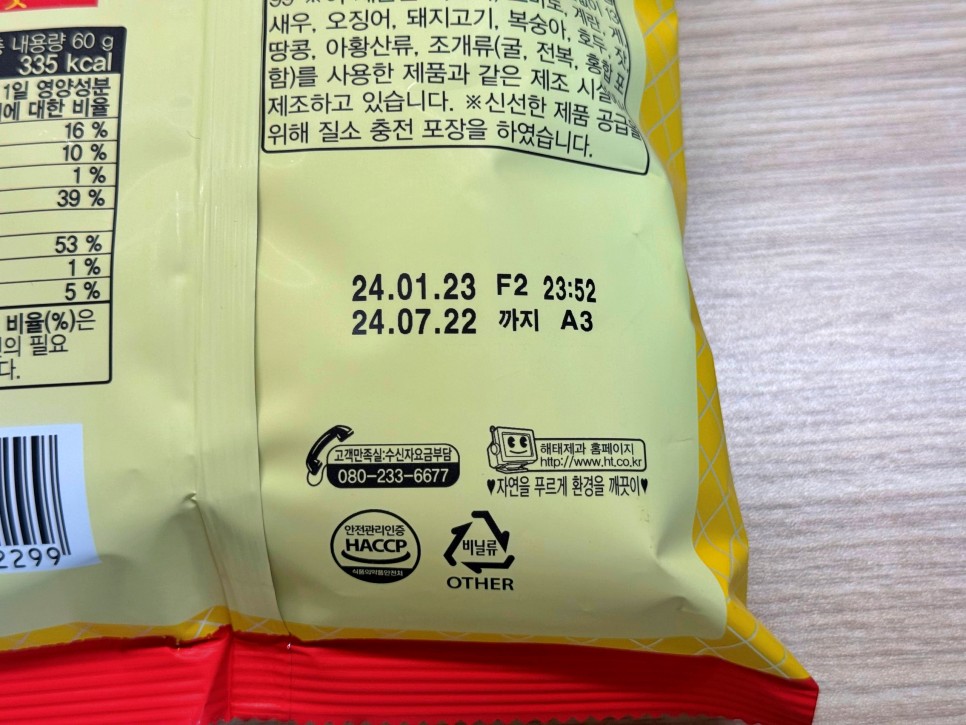 내용량 60 g
335 kcal
1일 영양성분
에 대한 비율
16 %
10 %
1 %
39 %
53 %
1 %
5 %
비율(%)은
의 필요
다.
2299
새우, 오징어, 돼지고기, 복숭아, 호두,
땅콩, 아황산류, 조개류(굴, 전복, 홍합
함)를 사용한 제품과 같은 제조 시설
제조하고 있습니다. ※신선한 제품 공급을
위해 질소 충전 포장을 하였습니다.
24.01.23 F2 23:52
24.07.22 까지 A3
고객만족실:수신자요금부담
080-233-6677
해태제과 홈페이지
http://www.ht.co.kr
♥자연을 푸르게 환경을 깨끗이♥
안전관리인증
HACCP
식품의약품안전처
비닐류
OTHER